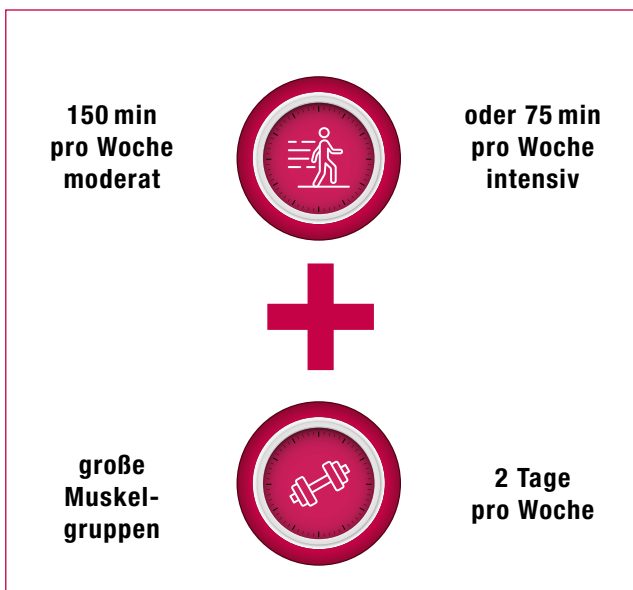 150 min
pro Woche
moderat
oder 75 min
pro Woche
intensiv
große
Muskel-
gruppen
2 Tage
pro Woche